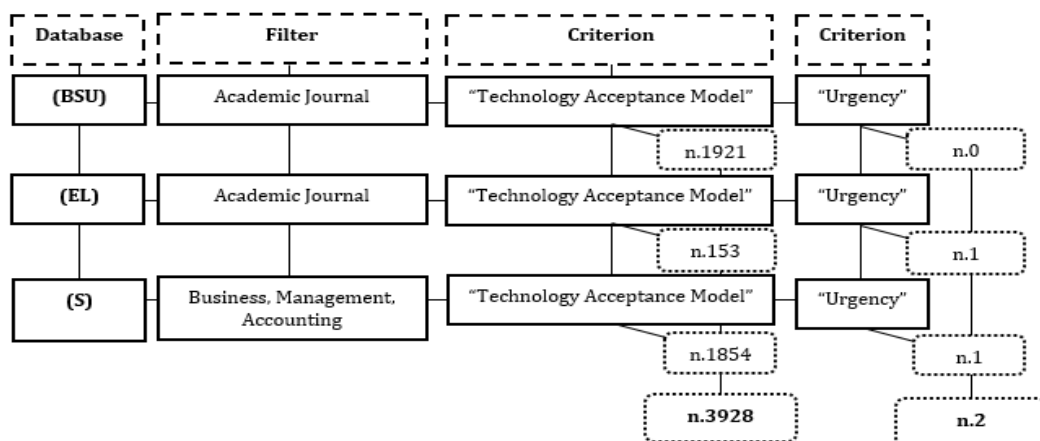 Database
Filter
Criterion
Criterion
(BSU)
Academic Journal
“Technology Acceptance Model”
“Urgency”
n.1921
n.0
(EL)
Academic Journal
“Technology Acceptance Model”
“Urgency”
n.153
n.1
(S)
Business, Management,
Accounting
“Technology Acceptance Model”
“Urgency”
n.1854
n.1
n.3928
n.2